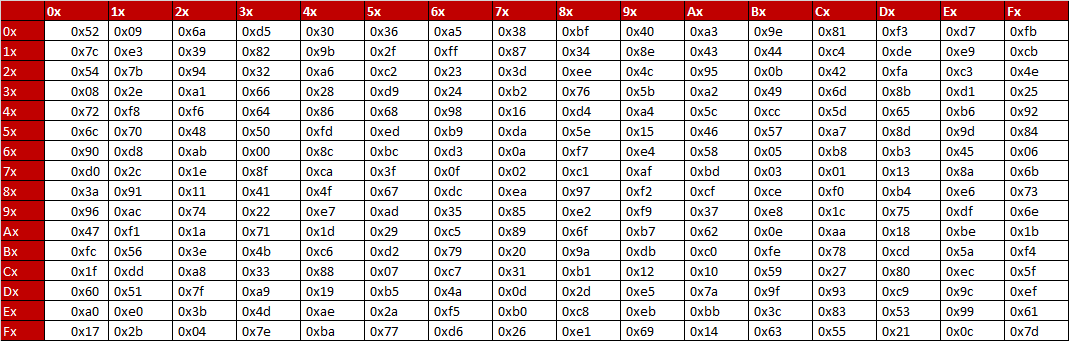 0x 1x 2x 3x 4x 5x 6x 7x 8x 9x Ax Bx Cx Dx Ex Fx
0x 0x52 0x09 0x6a 0xd5 0x30 0x36 0xa5 0x38 0xbf 0x40 0xa3 0x9e 0x81 0xf3 0xd7 0xfb
1x 0x7c 0xe3 0x39 0x82 0x9b 0x2f 0xff 0x87 0x34 0x8e 0x43 0x44 0xc4 0xde 0xe9 0xcb
2x 0x54 0x7b 0x94 0x32 0xa6 0xc2 0x23 0x3d 0xee 0x4c 0x95 0x0b 0x42 0xfa 0xc3 0x4e
3x 0x08 0x2e 0xa1 0x66 0x28 0xd9 0x24 0xb2 0x76 0x5b 0xa2 0x49 0x6d 0x8b 0xd1 0x25
4x 0x72 0xf8 0xf6 0x64 0x86 0x68 0x98 0x16 0xd4 0xa4 0x5c 0xcc 0x5d 0x65 0xb6 0x92
5x 0x6c 0x70 0x48 0x50 0xfd 0xed 0xb9 0xda 0x5e 0x15 0x46 0x57 0xa7 0x8d 0x9d 0x84
6x 0x90 0xd8 0xab 0x00 0x8c 0xbc 0xd3 0x0a 0xf7 0xe4 0x58 0x05 0xb8 0xb3 0x45 0x06
7x 0xd0 0x2c 0x1e 0x8f 0xca 0x3f 0x0f 0x02 0xc1 0xaf 0xbd 0x03 0x01 0x13 0x8a 0x6b
8x 0x3a 0x91 0x11 0x41 0x4f 0x67 0xdc 0xea 0x97 0xf2 0xcf 0xce 0xf0 0xb4 0xe6 0x73
9x 0x96 0xac 0x74 0x22 0xe7 0xad 0x35 0x85 0xe2 0xf9 0x37 0xe8 0x1c 0x75 0xdf 0x6e
Ax 0x47 0xf1 0x1a 0x71 0x1d 0x29 0xc5 0x89 0x6f 0xb7 0x62 0x0e 0xaa 0x18 0xbe 0x1b
Bx 0xfc 0x56 0x3e 0x4b 0xc6 0xd2 0x79 0x20 0x9a 0xdb 0xc0 0xfe 0x78 0xcd 0x5a 0xf4
Cx 0x1f 0xdd 0xa8 0x33 0x88 0x07 0xc7 0x31 0xb1 0x12 0x10 0x59 0x27 0x80 0xec 0x5f
Dx 0x60 0x51 0x7f 0xa9 0x19 0xb5 0x4a 0x0d 0x2d 0xe5 0x7a 0x9f 0x93 0xc9 0x9c 0xef
Ex 0xa0 0xe0 0x3b 0x4d 0xae 0x2a 0xf5 0xb0 0xc8 0xeb 0xbb 0x3c 0x83 0x53 0x99 0x61
Fx 0x17 0x2b 0x04 0x7e 0xba 0x77 0xd6 0x26 0xe1 0x69 0x14 0x63 0x55 0x21 0x0c 0x7d